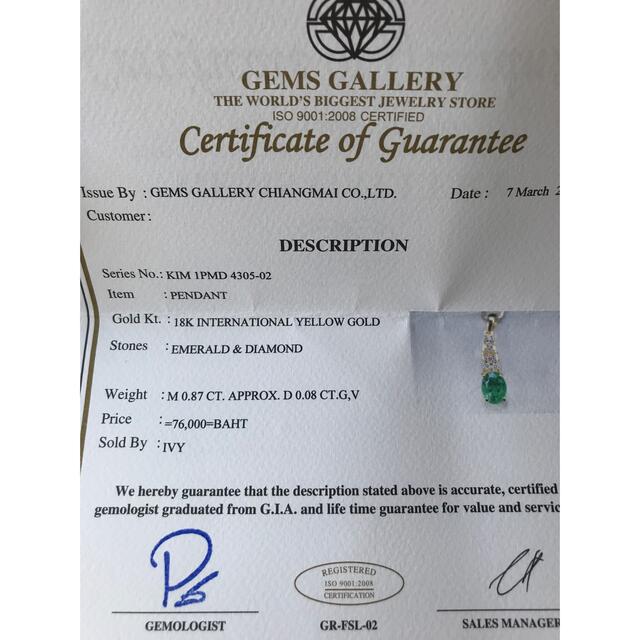 GEMS GALLERY
THE WORLD'S BIGGEST JEWELRY STORE
ISO 9001:2008 CERTIFIED
Certificate of Guarantee
Issue By : GEMS GALLERY CHIANGMAI CO.,LTD. Date : 7 March 2
Customer:
DESCRIPTION
Series No.: KIM 1PMD 4305-02
Item : PENDANT
Gold Kt. : 18K INTERNATIONAL YELLOW GOLD
Stones : EMERALD & DIAMOND
Weight : M 0.87 CT. APPROX. D 0.08 CT.G,V
Price :=76,000=BAHT
Sold By : IVY
We hereby guarantee that the description stated above is accurate, certified
gemologist graduated from G.I.A. and life time guarantee for value and servic
REGISTERED
ISO 9001:2008
CERTIFICATION
GEMOLOGIST GR-FSL-02 SALES MANAGER